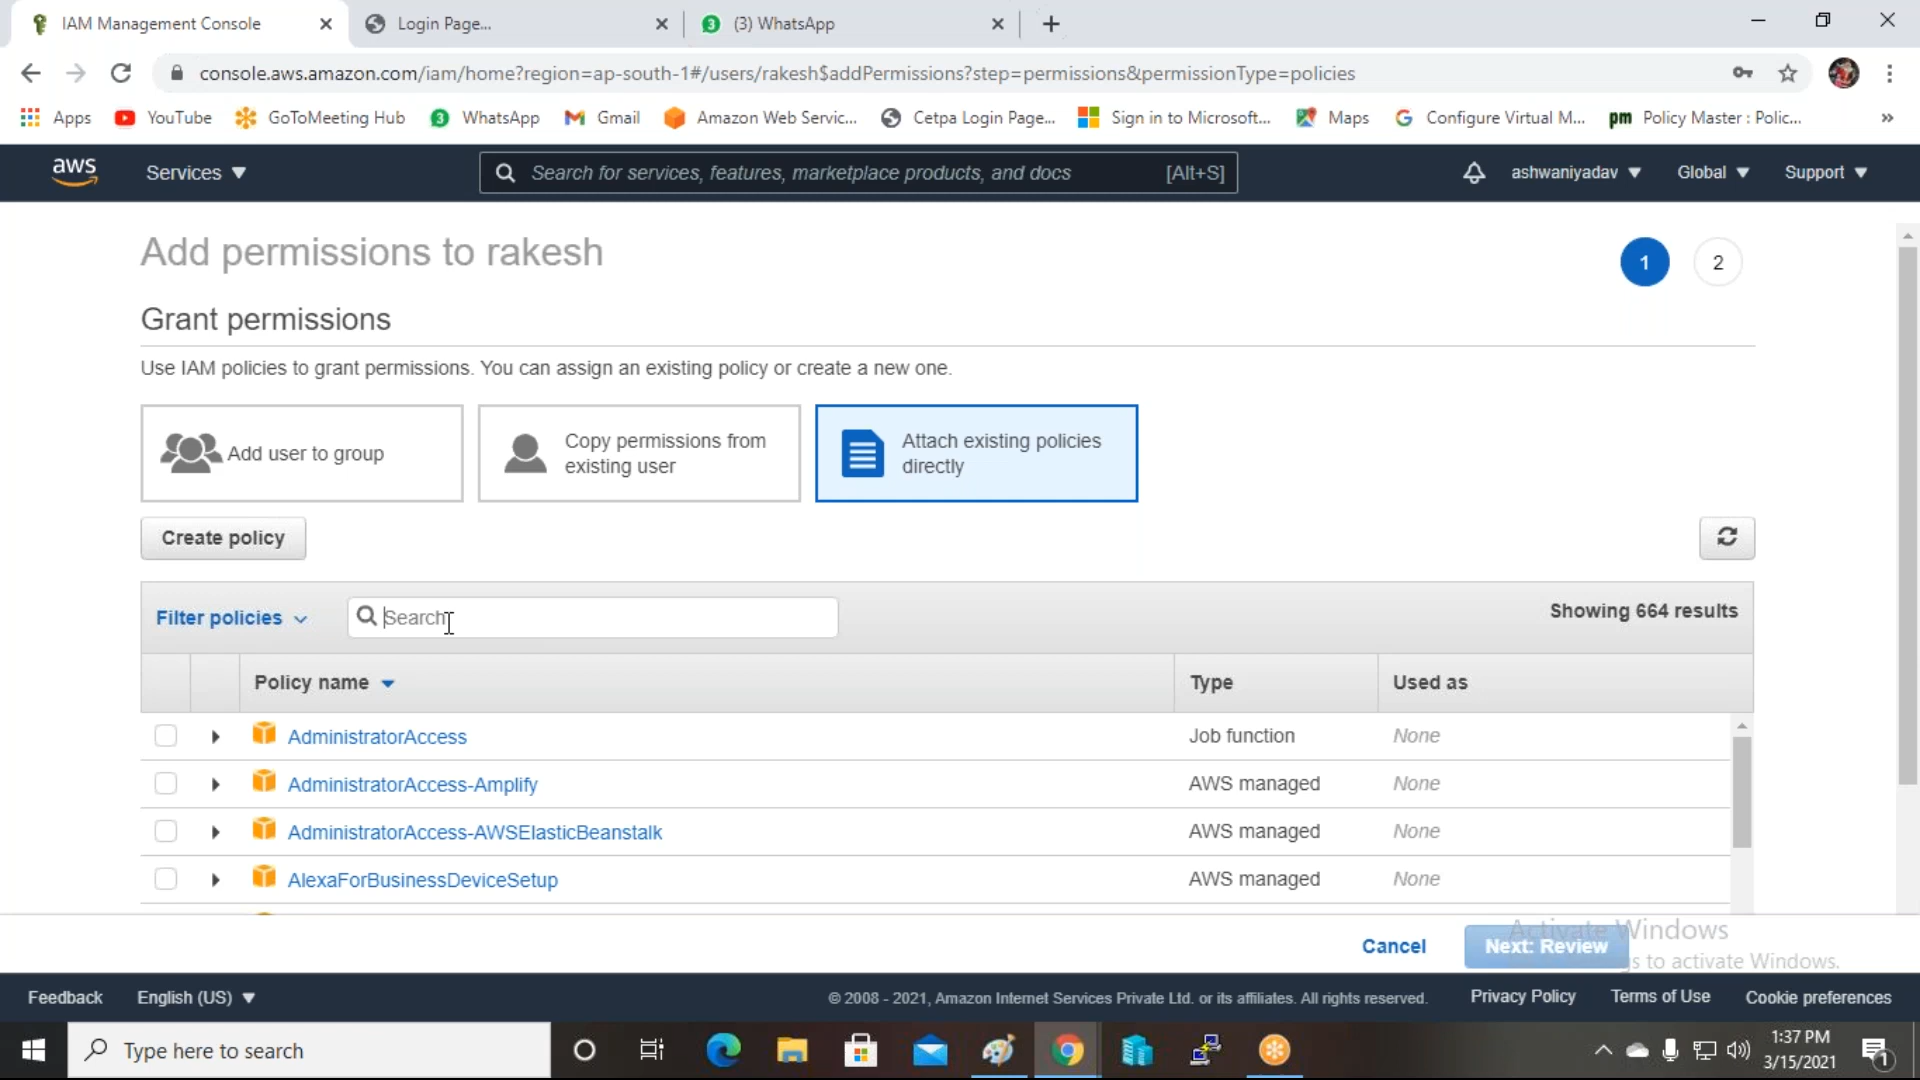 IAM Management Console
Login Page...
(3) WhatsApp
console.aws.amazon.com/iam/home?region=ap-south-1#/users/rakesh$addPermissions?step=permissions&permissionType=policies
Apps YouTube GoToMeeting Hub 3 WhatsApp Gmail Amazon Web Servic... Cetpa Login Page... Sign in to Microsoft... Maps Configure Virtual M... pm Policy Master : Polic... »
aws Services ▼ Search for services, features, marketplace products, and docs [Alt+S] ashwaniyadav ▼ Global ▼ Support ▼
Add permissions to rakesh
1 2
Grant permissions
Use IAM policies to grant permissions. You can assign an existing policy or create a new one.
Add user to group
Copy permissions from
existing user
Attach existing policies
directly
Create policy
Filter policies
Search
Showing 664 results
Policy name Type Used as
AdministratorAccess Job function None
AdministratorAccess-Amplify AWS managed None
AdministratorAccess-AWSElasticBeanstalk AWS managed None
AlexaForBusinessDeviceSetup AWS managed None
Cancel Next: Review
Activate Windows
s to activate Windows.
Feedback English (US) ▼ © 2008 - 2021, Amazon Internet Services Private Ltd. or its affiliates. All rights reserved. Privacy Policy Terms of Use Cookie preferences
Type here to search
1:37 PM
3/15/2021
1